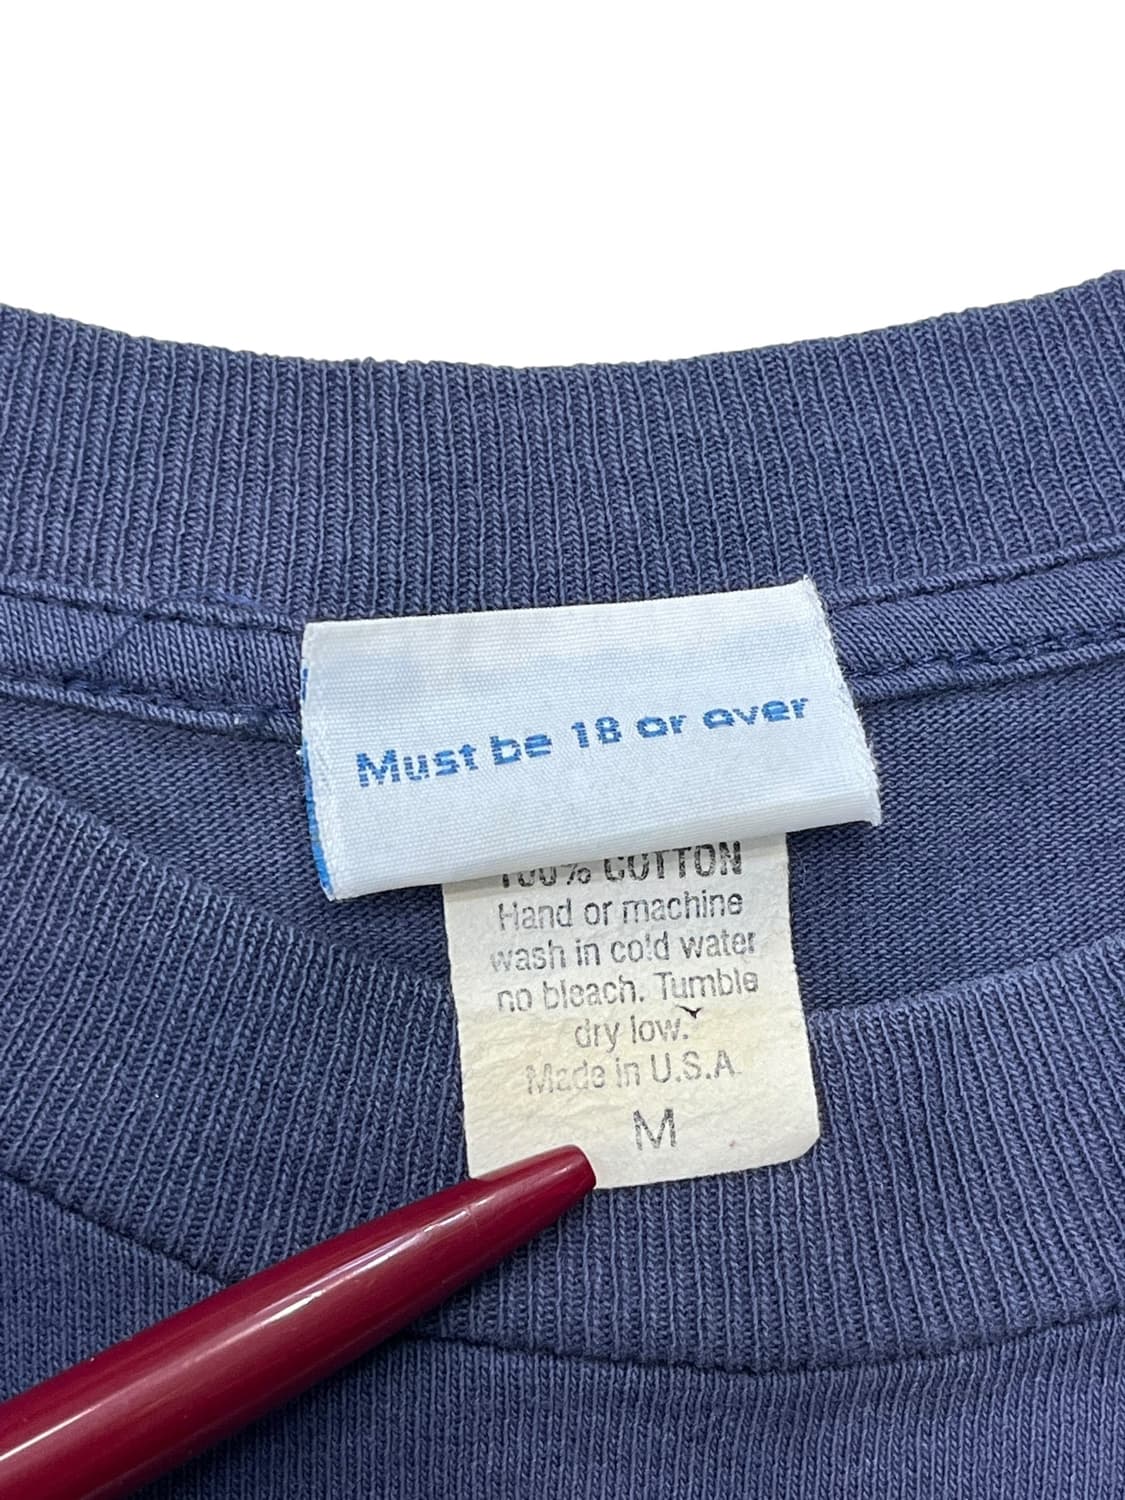 Must be 18 or over
100% COTTON
Hand or machine
wash in cold water
no bleach. Tumble
dry low.
Made in U.S.A.
M